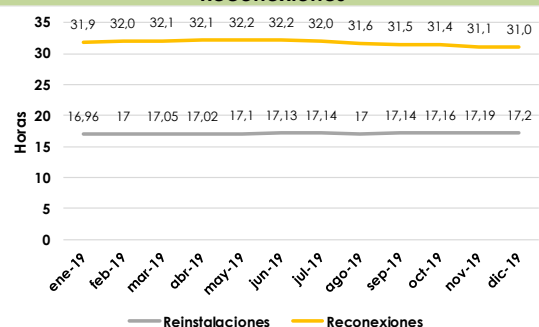 35
30
25
20
15
10
5
0
Horas
31,9 32,0 32,1 32,1 32,2 32,2 32,0 31,6 31,5 31,4 31,1 31,0
16,96 17 17,05 17,02 17,1 17,13 17,14 17 17,14 17,16 17,19 17,2
ene-19 feb-19 mar-19 abr-19 may-19 jun-19 jul-19 ago-19 sep-19 oct-19 nov-19 dic-19
Reinstalaciones Reconexiones